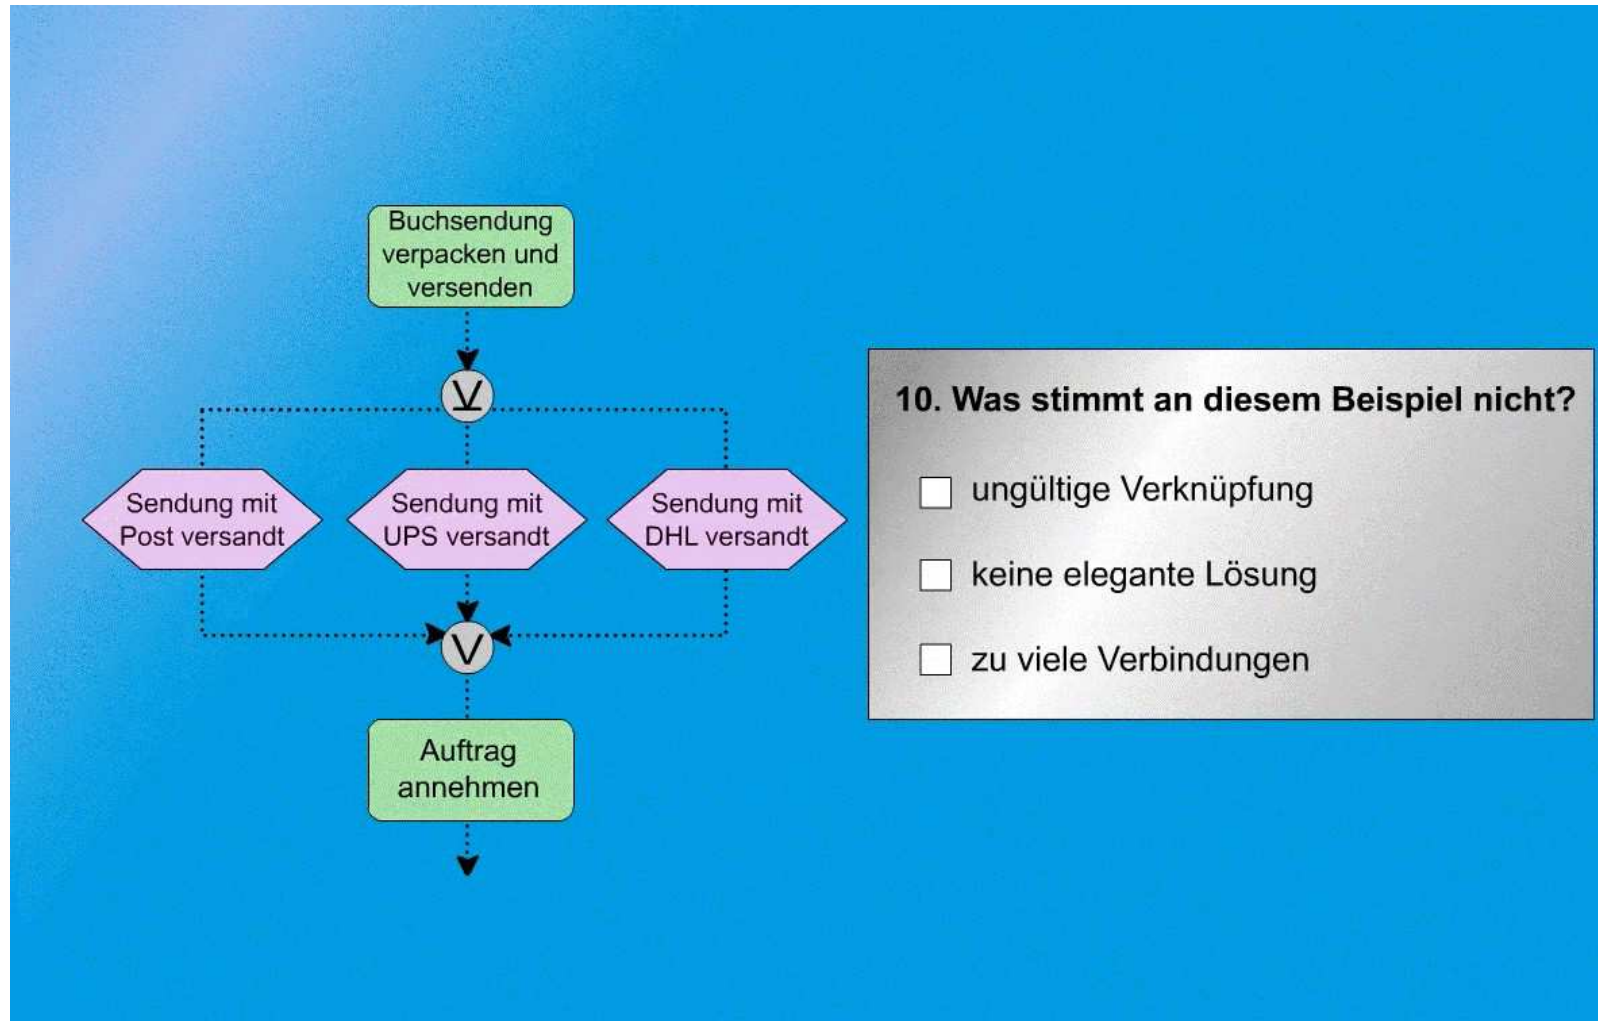 Buchsendung
verpacken und
versenden
V
Sendung mit
Post versandt
Sendung mit
UPS versandt
Sendung mit
DHL versandt
V
Auftrag
annehmen
10. Was stimmt an diesem Beispiel nicht?
ungültige Verknüpfung
keine elegante Lösung
zu viele Verbindungen